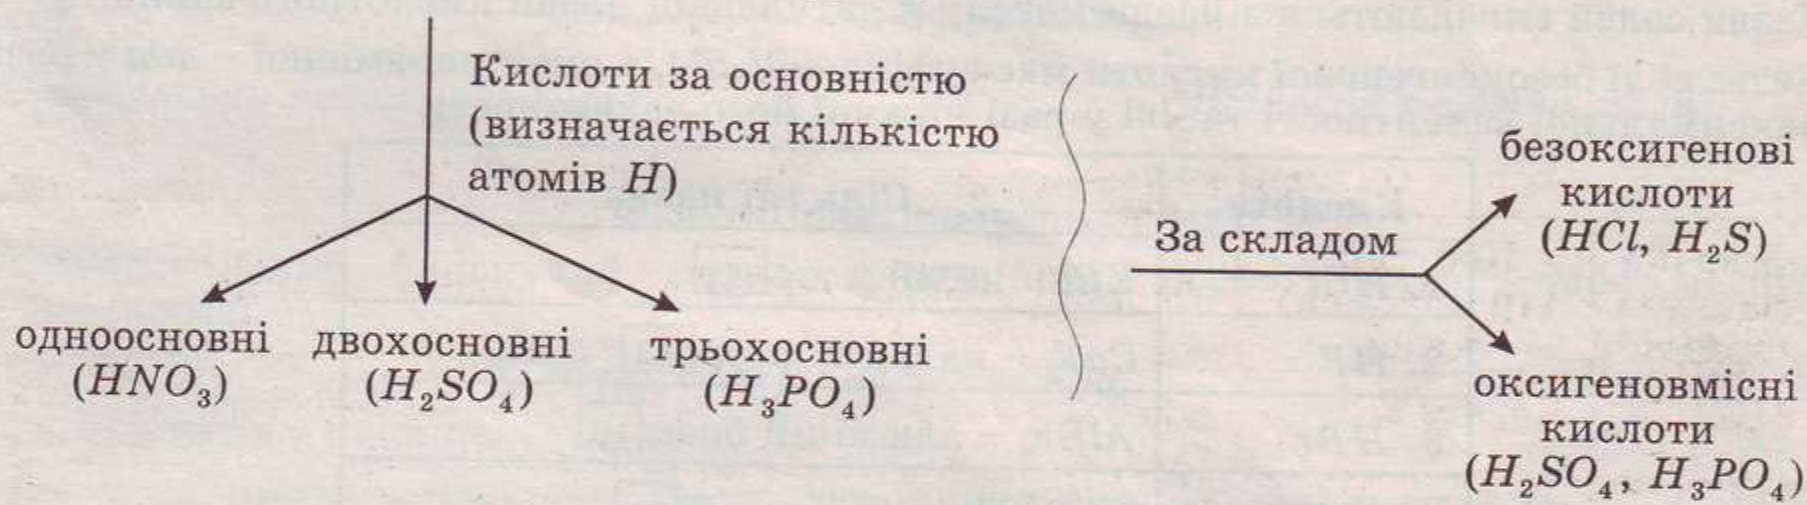 Кислоти за основністю
(визначається кількістю
атомів H)
одноосновні
(HNO₃)
двохосновні
(H₂SO₄)
трьохосновні
(H₃PO₄)
За складом
безоксигенові
кислоти
(HCl, H₂S)
оксигеновмісні
кислоти
(H₂SO₄, H₃PO₄)